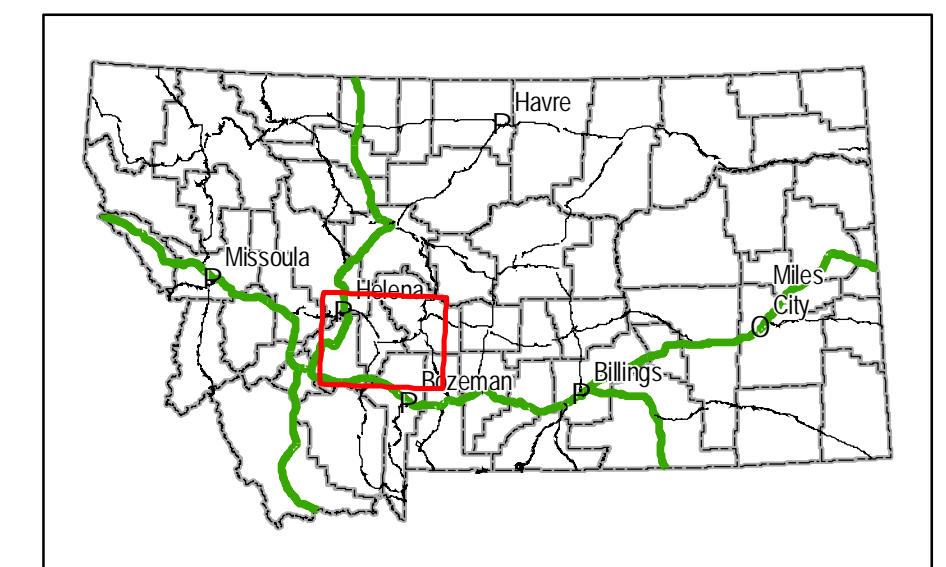 Havre
P
Missoula
P
Helena
P
Miles
City
O
Billings
P
Bozeman
P